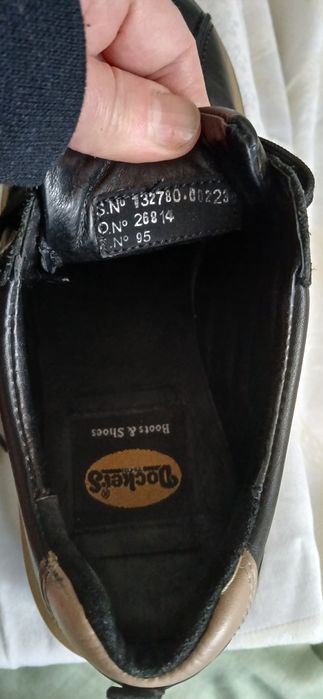 S.Nº 132780.00223
O.Nº 26814
.Nº 95
Boots & Shoes
Dockers®